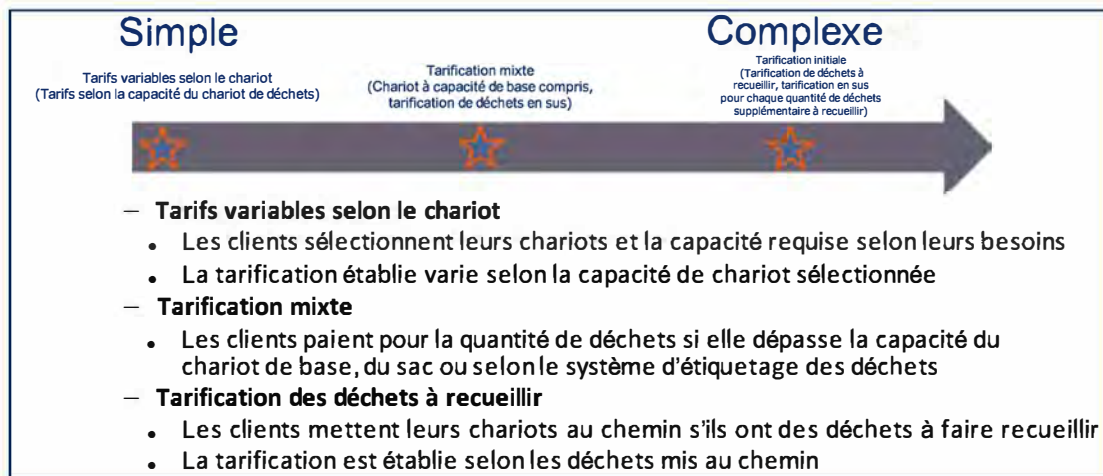 Simple
Complexe
Tarifs variables selon le chariot
(Tarifs selon la capacité du chariot de déchets)
Tarification mixte
(Chariot à capacité de base compris,
tarification de déchets en sus)
Tarification initiale
(Tarification de déchets à
recueillir, tarification en sus
pour chaque quantité de déchets
supplémentaire à recueillir)
– Tarifs variables selon le chariot
• Les clients sélectionnent leurs chariots et la capacité requise selon leurs besoins
• La tarification établie varie selon la capacité de chariot sélectionnée
– Tarification mixte
• Les clients paient pour la quantité de déchets si elle dépasse la capacité du
chariot de base, du sac ou selon le système d'étiquetage des déchets
– Tarification des déchets à recueillir
• Les clients mettent leurs chariots au chemin s'ils ont des déchets à faire recueillir
• La tarification est établie selon les déchets mis au chemin